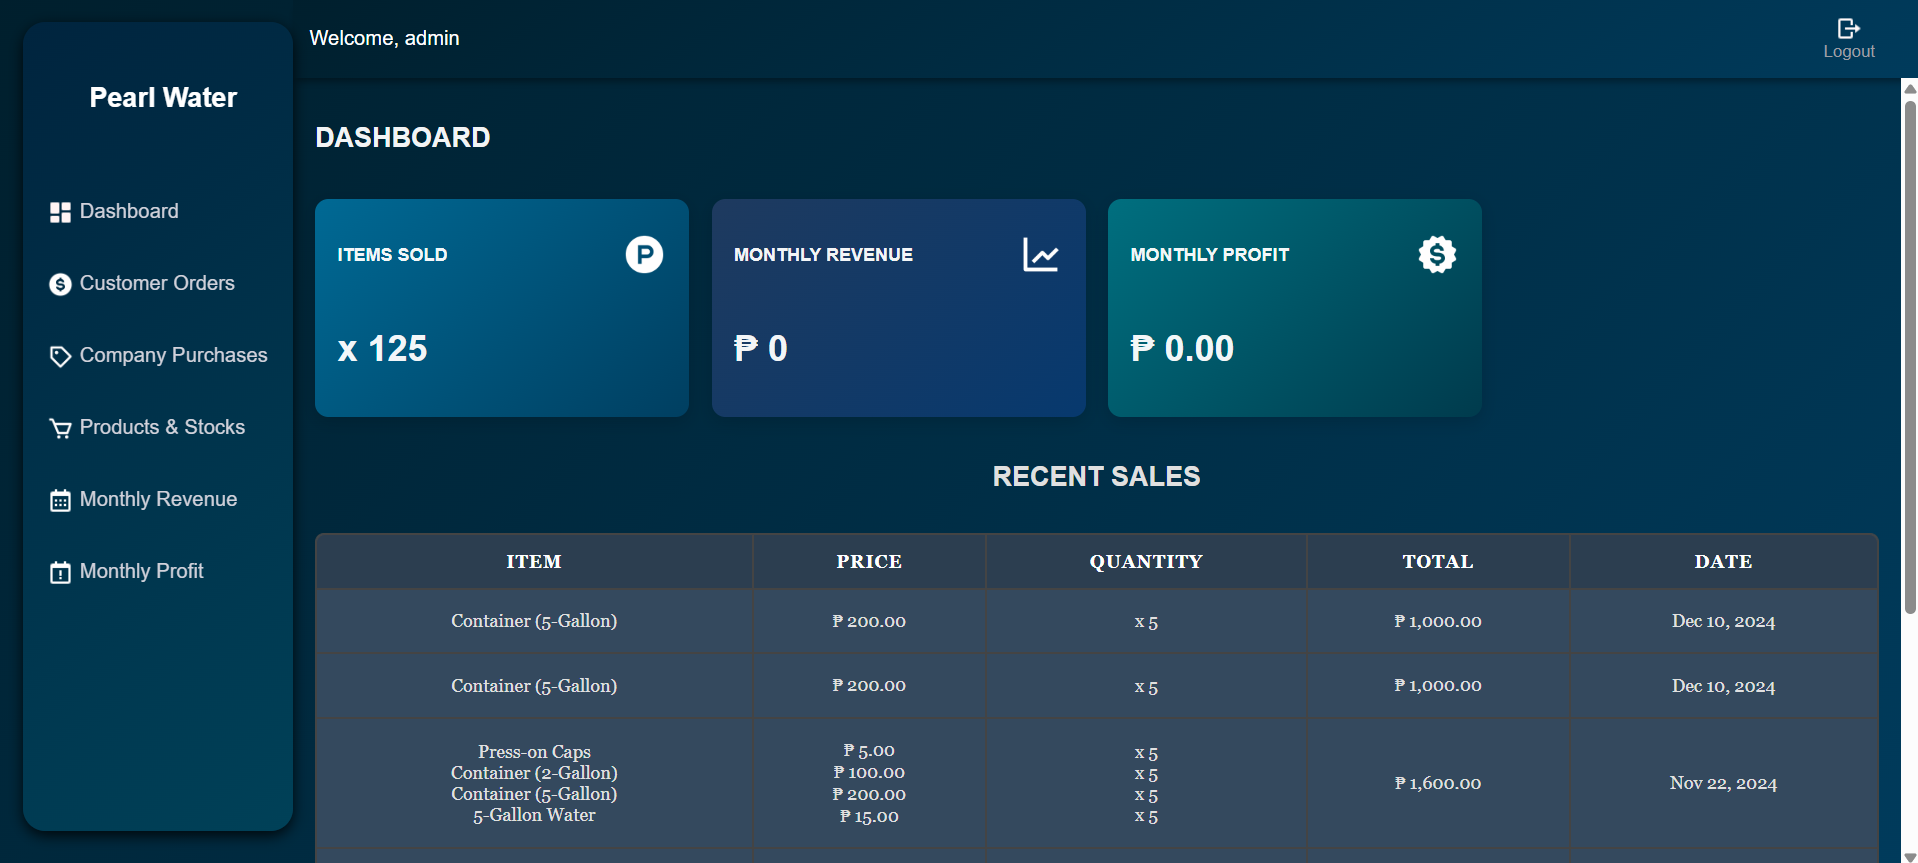 Welcome, admin
Logout
Pearl Water
Dashboard
Customer Orders
Company Purchases
Products & Stocks
Monthly Revenue
Monthly Profit
DASHBOARD
ITEMS SOLD
x 125
MONTHLY REVENUE
₱ 0
MONTHLY PROFIT
₱ 0.00
RECENT SALES
ITEM PRICE QUANTITY TOTAL DATE
Container (5-Gallon) ₱ 200.00 x 5 ₱ 1,000.00 Dec 10, 2024
Container (5-Gallon) ₱ 200.00 x 5 ₱ 1,000.00 Dec 10, 2024
Press-on Caps ₱ 5.00 x 5
Container (2-Gallon) ₱ 100.00 x 5
₱ 1,600.00 Nov 22, 2024
Container (5-Gallon) ₱ 200.00 x 5
5-Gallon Water ₱ 15.00 x 5